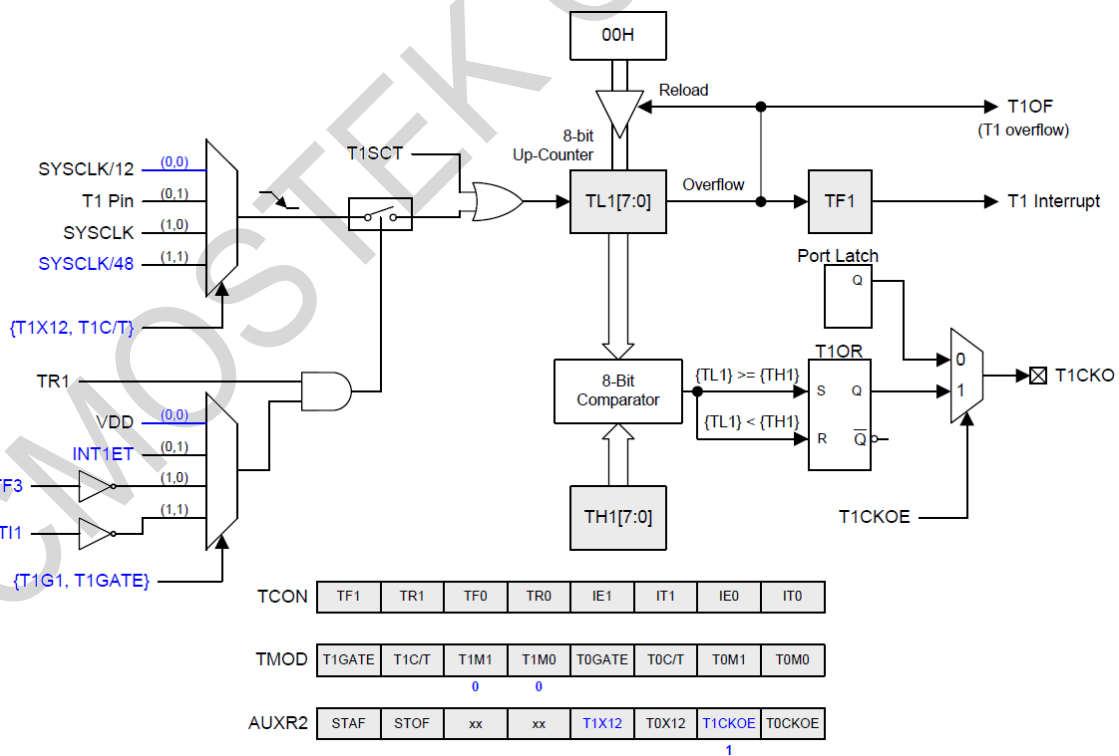 00H
Reload
T1OF
(T1 overflow)
8-bit
Up-Counter
T1SCT
SYSCLK/12 (0,0)
T1 Pin (0,1)
SYSCLK (1,0)
SYSCLK/48 (1,1)
{T1X12, T1C/T}
TL1[7:0]
Overflow
TF1
T1 Interrupt
Port Latch
Q
T1OR
0
1
T1CKO
TR1
8-Bit
Comparator
{TL1} >= {TH1}
S Q
{TL1} < {TH1}
R Q
VDD (0,0)
INT1ET (0,1)
F3 (1,0)
TI1 (1,1)
{T1G1, T1GATE}
TH1[7:0]
T1CKOE
TCON TF1 TR1 TF0 TR0 IE1 IT1 IE0 IT0
TMOD T1GATE T1C/T T1M1 T1M0 T0GATE T0C/T T0M1 T0M0
0 0
AUXR2 STAF STOF xx xx T1X12 T0X12 T1CKOE T0CKOE
1
CMOSTEK